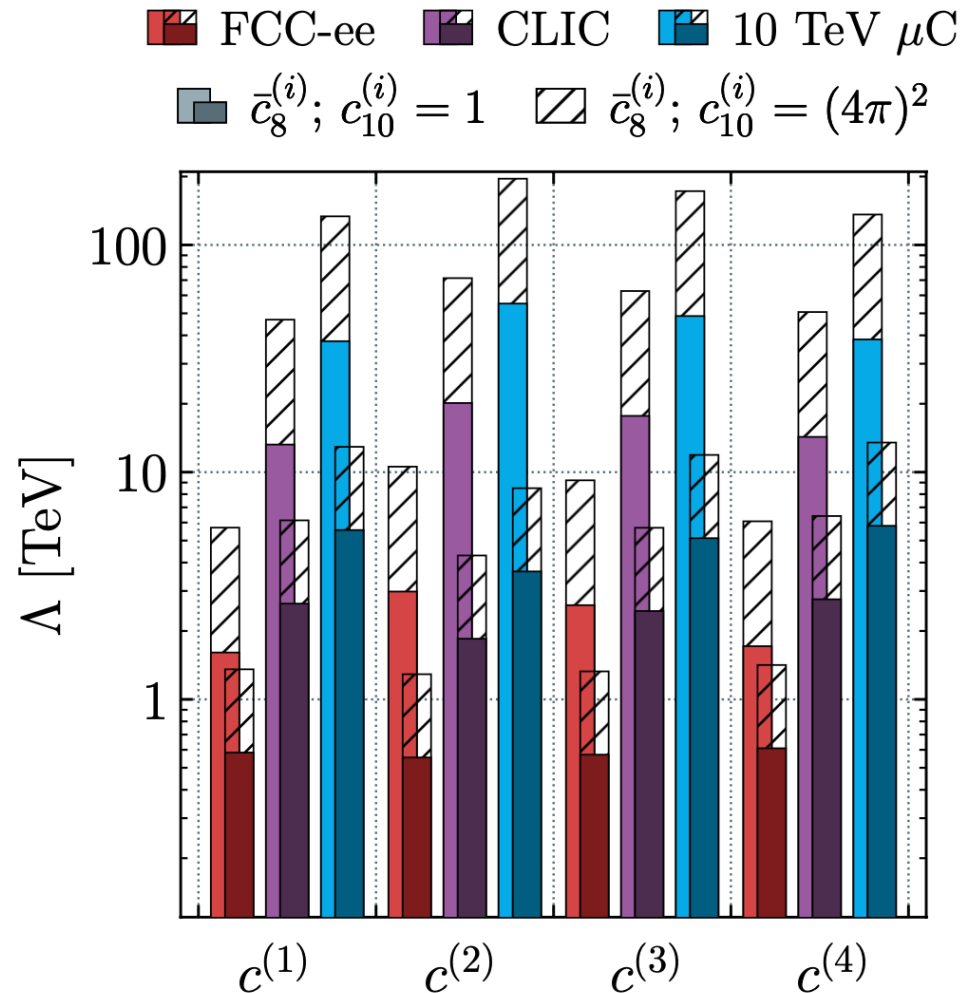 FCC-ee CLIC 10 TeV μC
c̄₈⁽ⁱ⁾; c₁₀⁽ⁱ⁾ = 1 c̄₈⁽ⁱ⁾; c₁₀⁽ⁱ⁾ = (4π)²
Λ [TeV]
100
10
1
c⁽¹⁾ c⁽²⁾ c⁽³⁾ c⁽⁴⁾